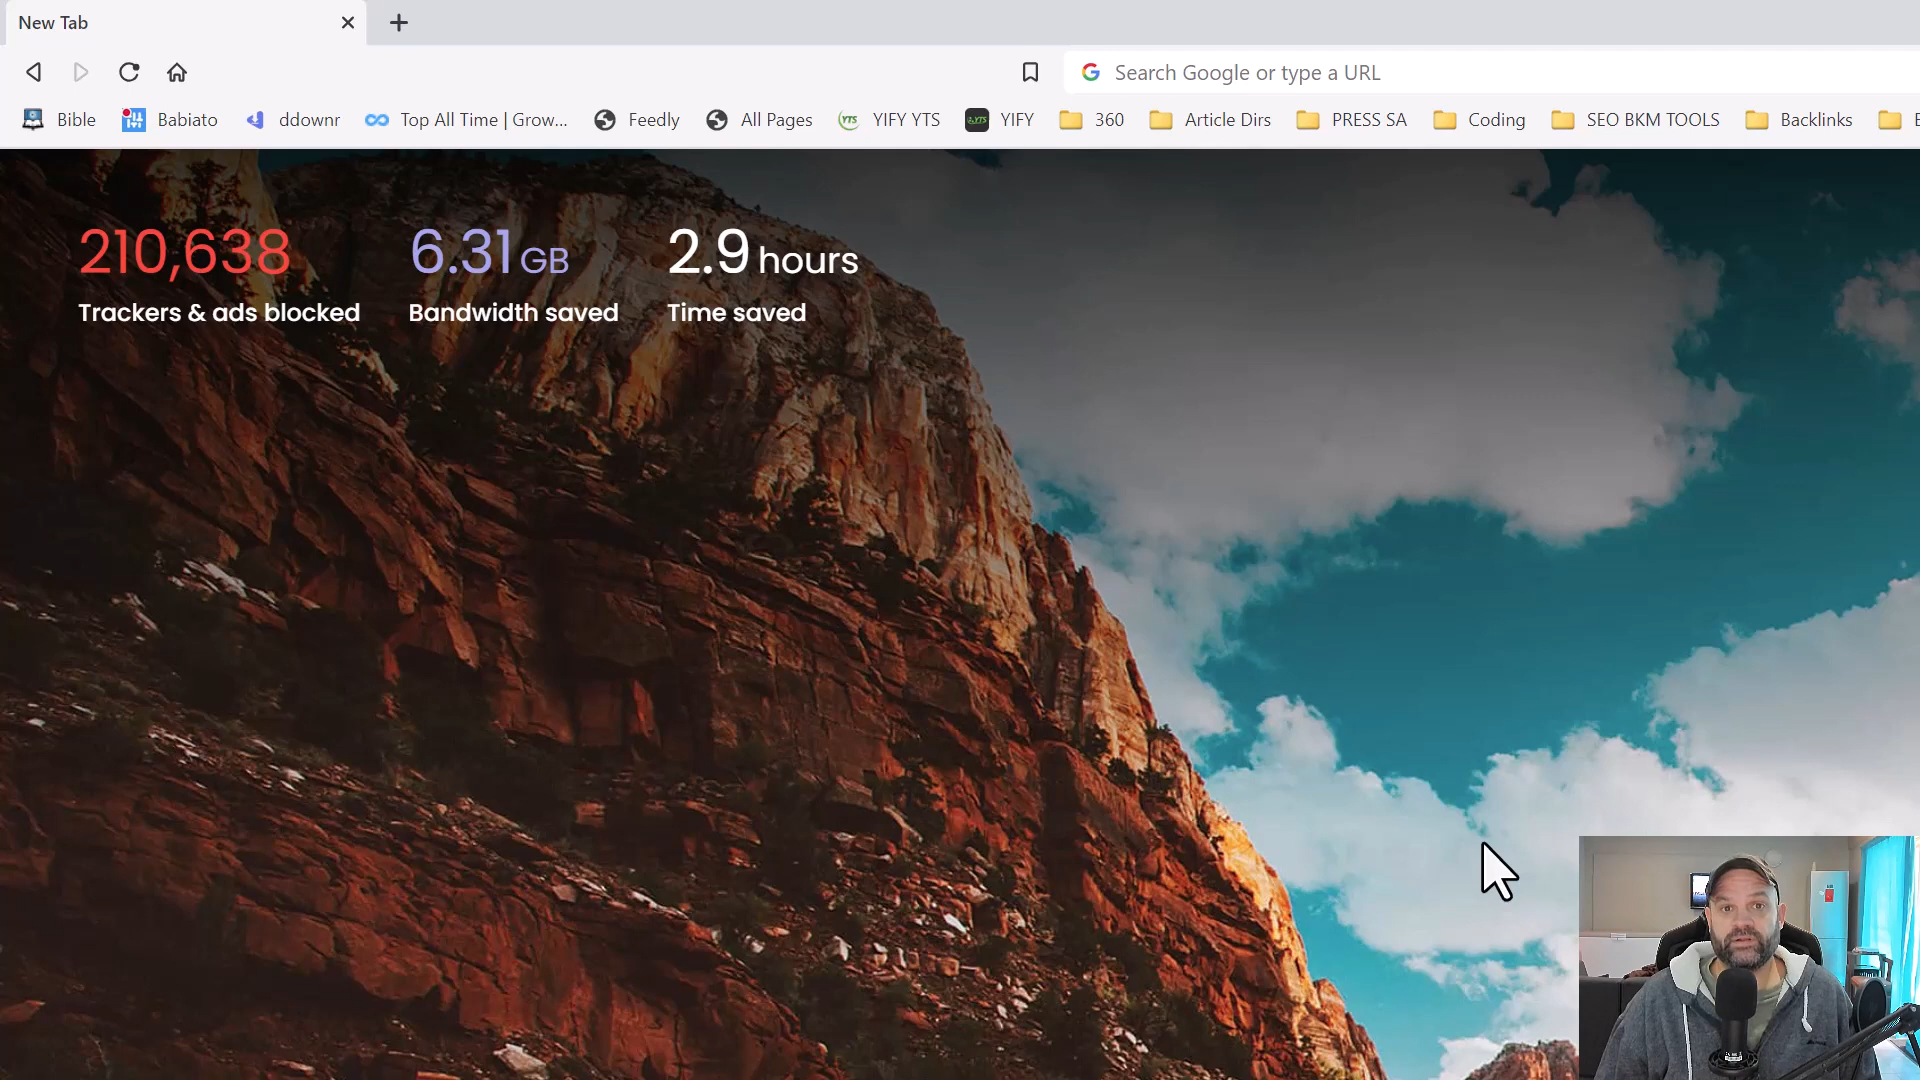 New Tab
Search Google or type a URL
Bible Babiato ddownr Top All Time | Grow... Feedly All Pages YTS YIFY YTS YIFY 360 Article Dirs PRESS SA Coding SEO BKM TOOLS Backlinks
210,638 6.31 GB 2.9 hours
Trackers & ads blocked Bandwidth saved Time saved